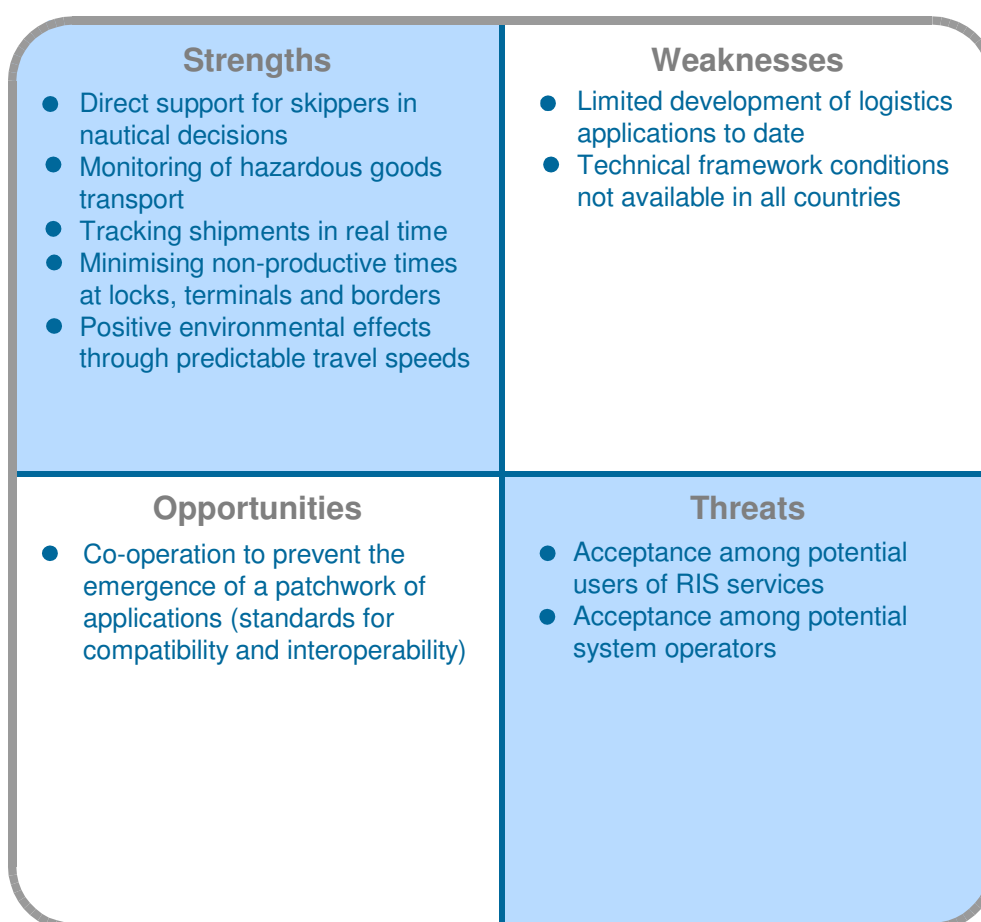 Strengths
● Direct support for skippers in
nautical decisions
● Monitoring of hazardous goods
transport
● Tracking shipments in real time
● Minimising non-productive times
at locks, terminals and borders
● Positive environmental effects
through predictable travel speeds
Weaknesses
● Limited development of logistics
applications to date
● Technical framework conditions
not available in all countries
Opportunities
● Co-operation to prevent the
emergence of a patchwork of
applications (standards for
compatibility and interoperability)
Threats
● Acceptance among potential
users of RIS services
● Acceptance among potential
system operators